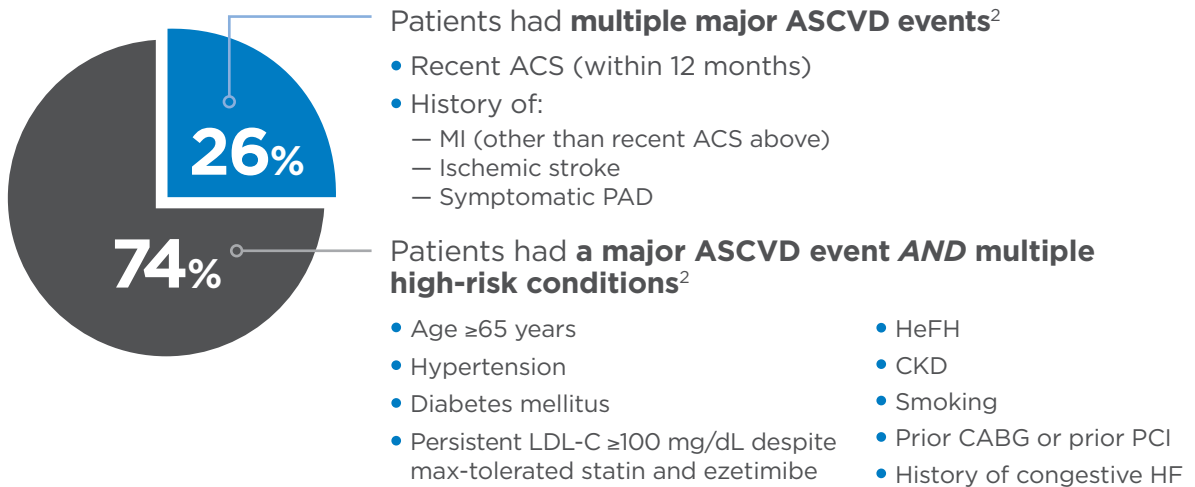 Patients had multiple major ASCVD events2
• Recent ACS (within 12 months)
• History of:
— MI (other than recent ACS above)
— Ischemic stroke
— Symptomatic PAD
26%
74%
Patients had a major ASCVD event AND multiple
high-risk conditions2
• Age ≥65 years
• Hypertension
• Diabetes mellitus
• Persistent LDL-C ≥100 mg/dL despite
max-tolerated statin and ezetimibe
• HeFH
• CKD
• Smoking
• Prior CABG or prior PCI
• History of congestive HF